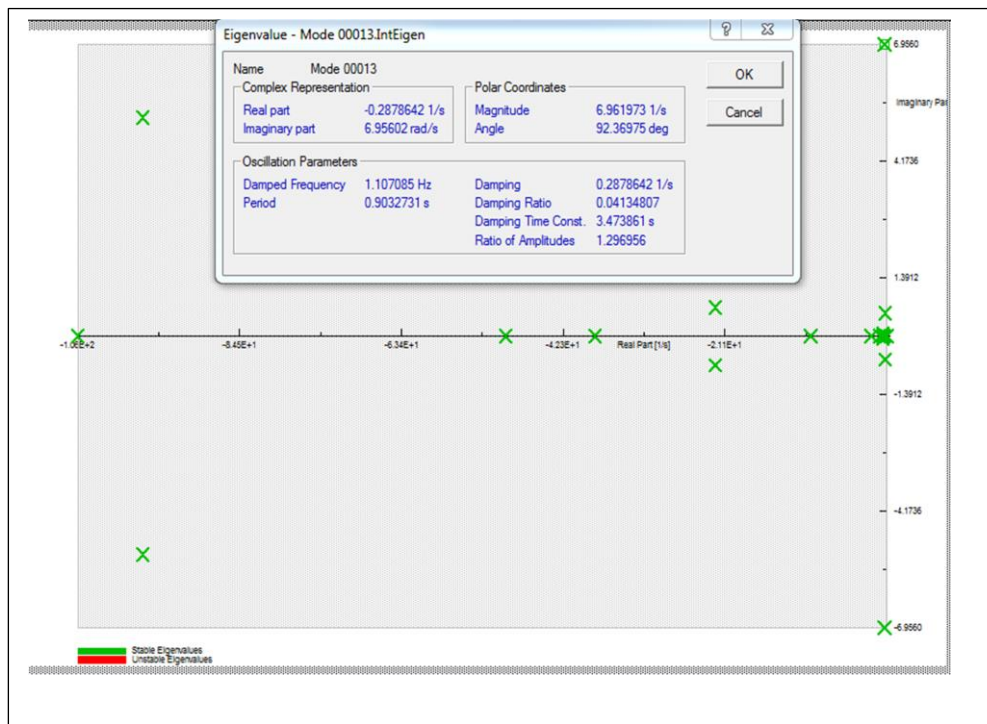 Eigenvalue - Mode 00013.IntEigen
Name Mode 00013
Complex Representation
Real part -0.2878642 1/s
Imaginary part 6.95602 rad/s
Polar Coordinates
Magnitude 6.961973 1/s
Angle 92.36975 deg
OK
Cancel
Oscillation Parameters
Damped Frequency 1.107085 Hz
Period 0.9032731 s
Damping 0.2878642 1/s
Damping Ratio 0.04134807
Damping Time Const. 3.473861 s
Ratio of Amplitudes 1.296956
6.9560
Imaginary Par
4.1736
1.3912
-1.06E+2 -8.45E+1 -6.34E+1 -4.23E+1 Real Part [1/s] -2.11E+1
-1.3912
-4.1736
-6.9560
Stable Eigenvalues
Unstable Eigenvalues